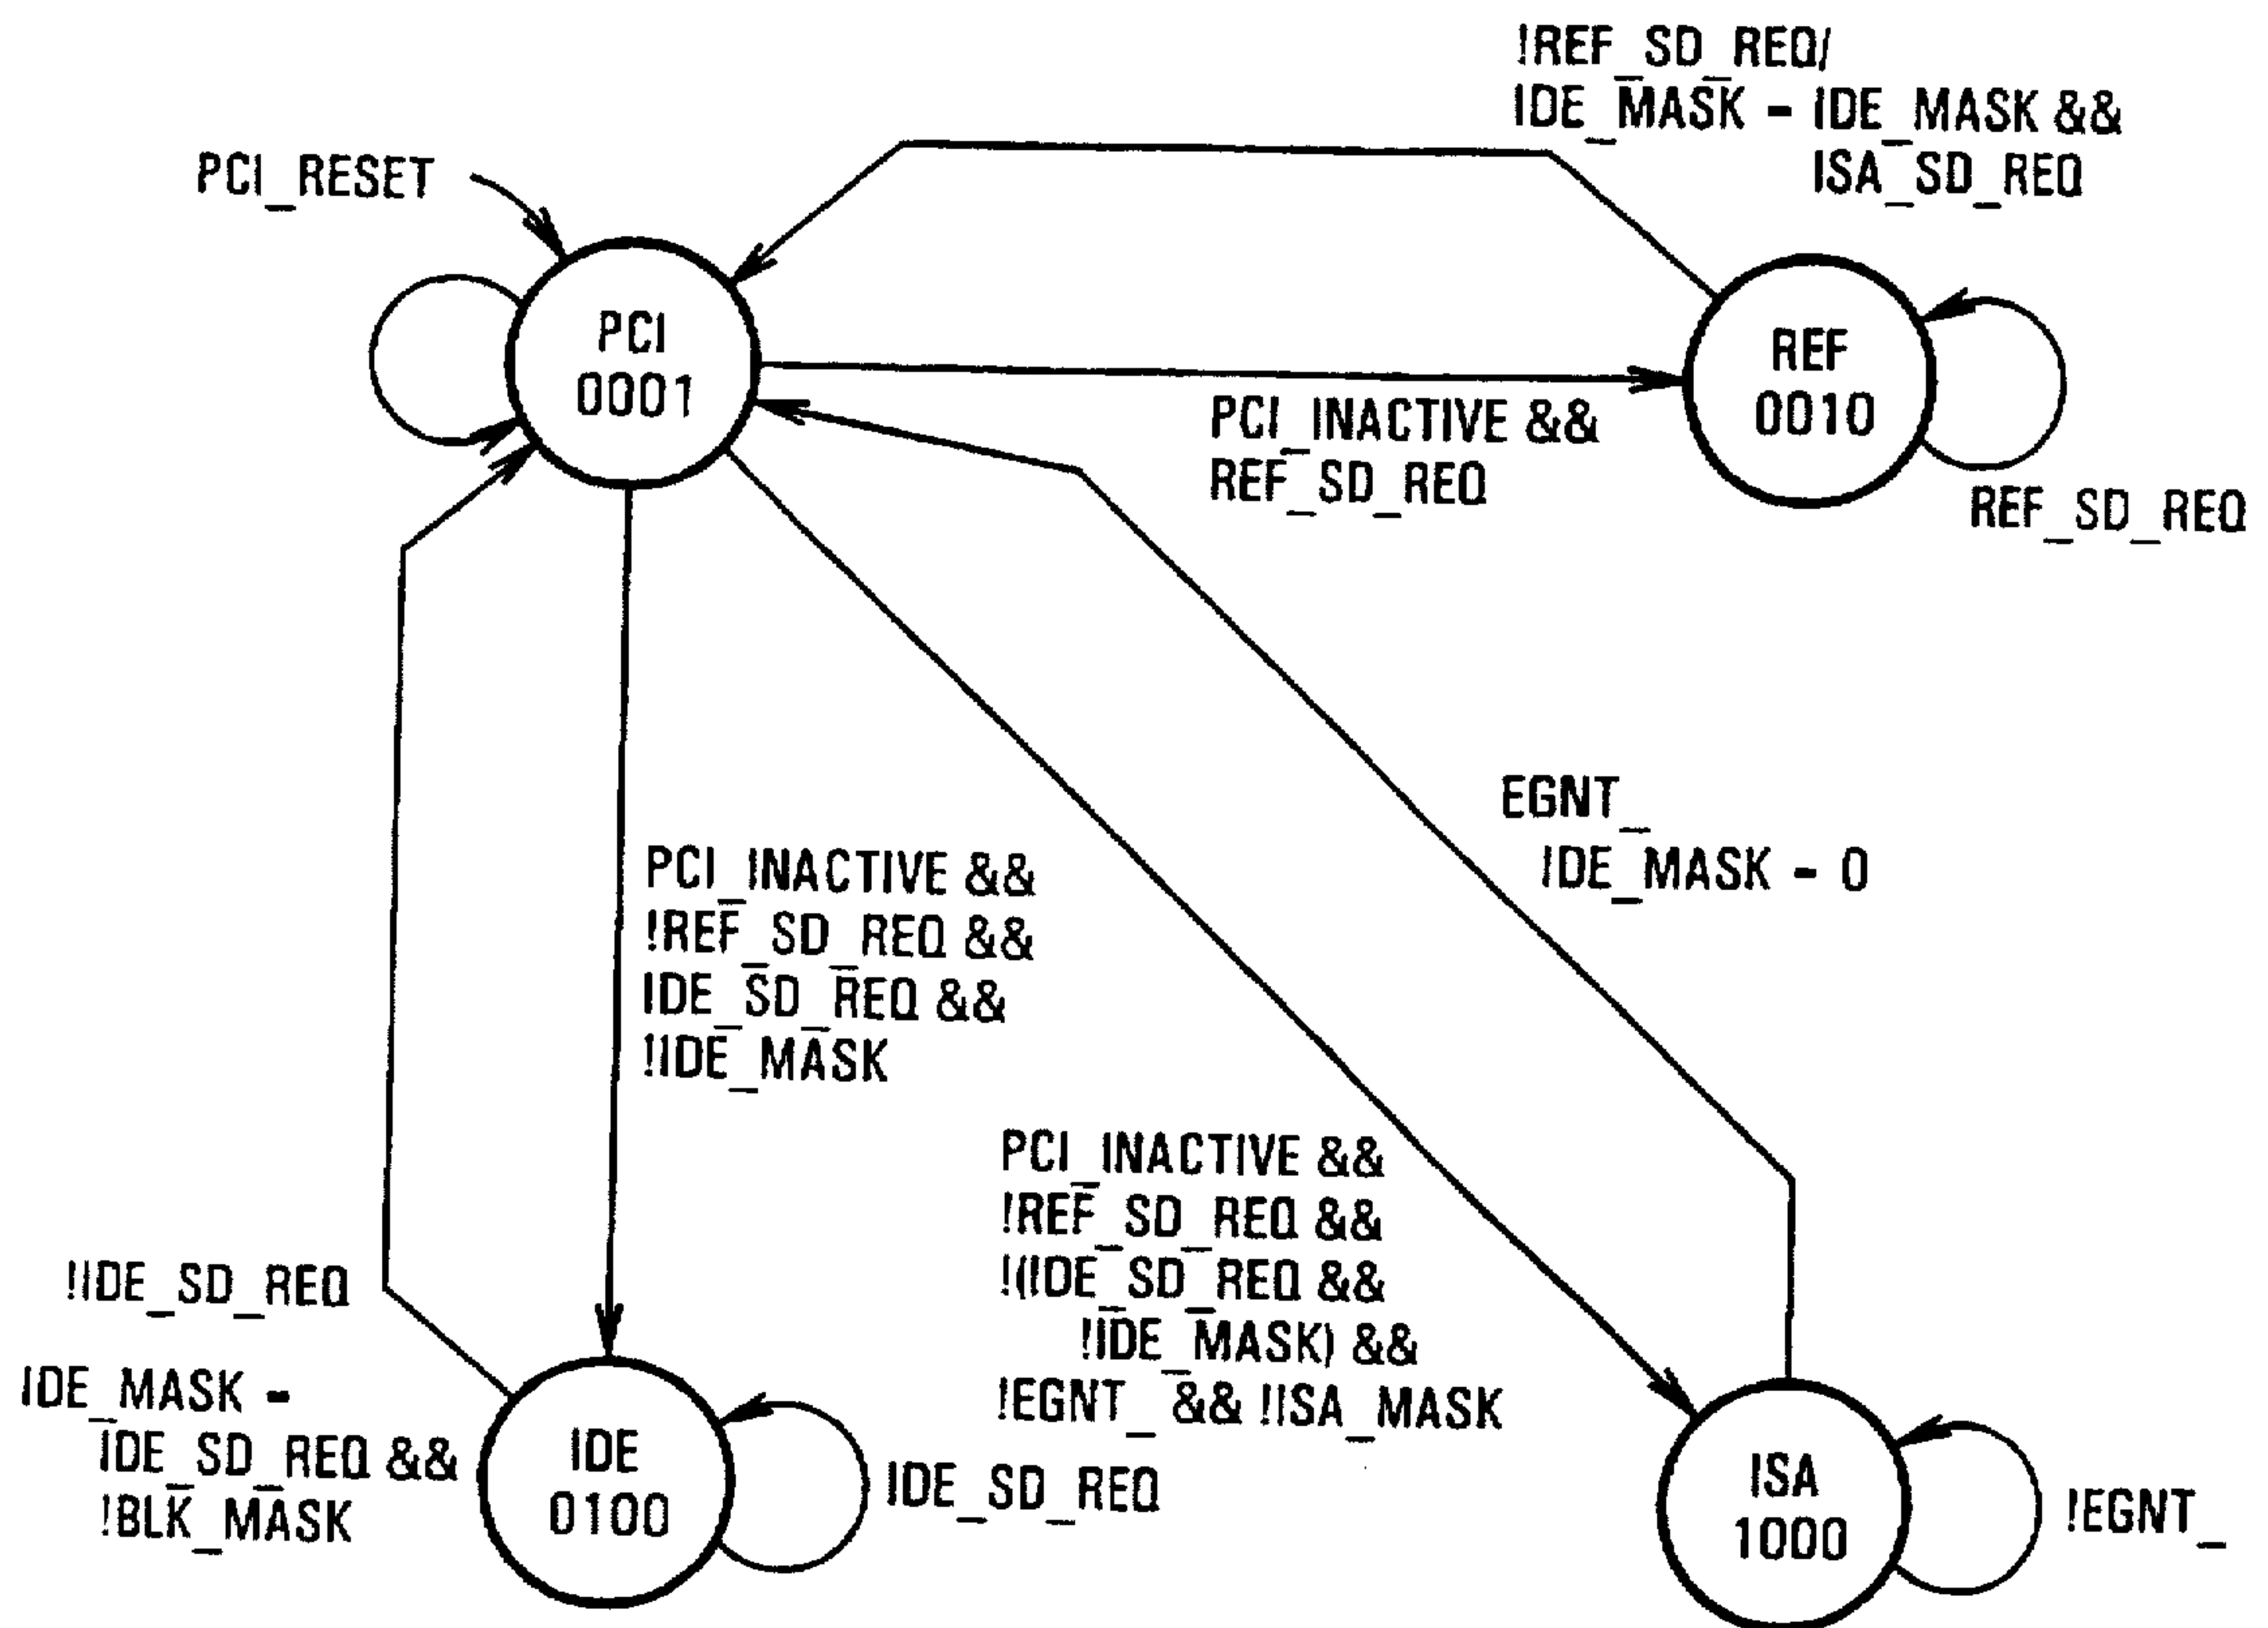 !REF_SD_REQ/
IDE_MASK - IDE_MASK &&
ISA_SD_REQ
PCI_RESET
PCI
0001
REF
0010
PCI_INACTIVE &&
REF_SD_REQ
REF_SD_REQ
EGNT_
IDE_MASK - 0
PCI_INACTIVE &&
!REF_SD_REQ &&
IDE_SD_REQ &&
!IDE_MASK
PCI_INACTIVE &&
!REF_SD_REQ &&
!(IDE_SD_REQ &&
!IDE_MASK) &&
!EGNT_ && !ISA_MASK
!IDE_SD_REQ
IDE_MASK -
IDE_SD_REQ &&
!BLK_MASK
IDE
0100
IDE_SD_REQ
ISA
1000
!EGNT_